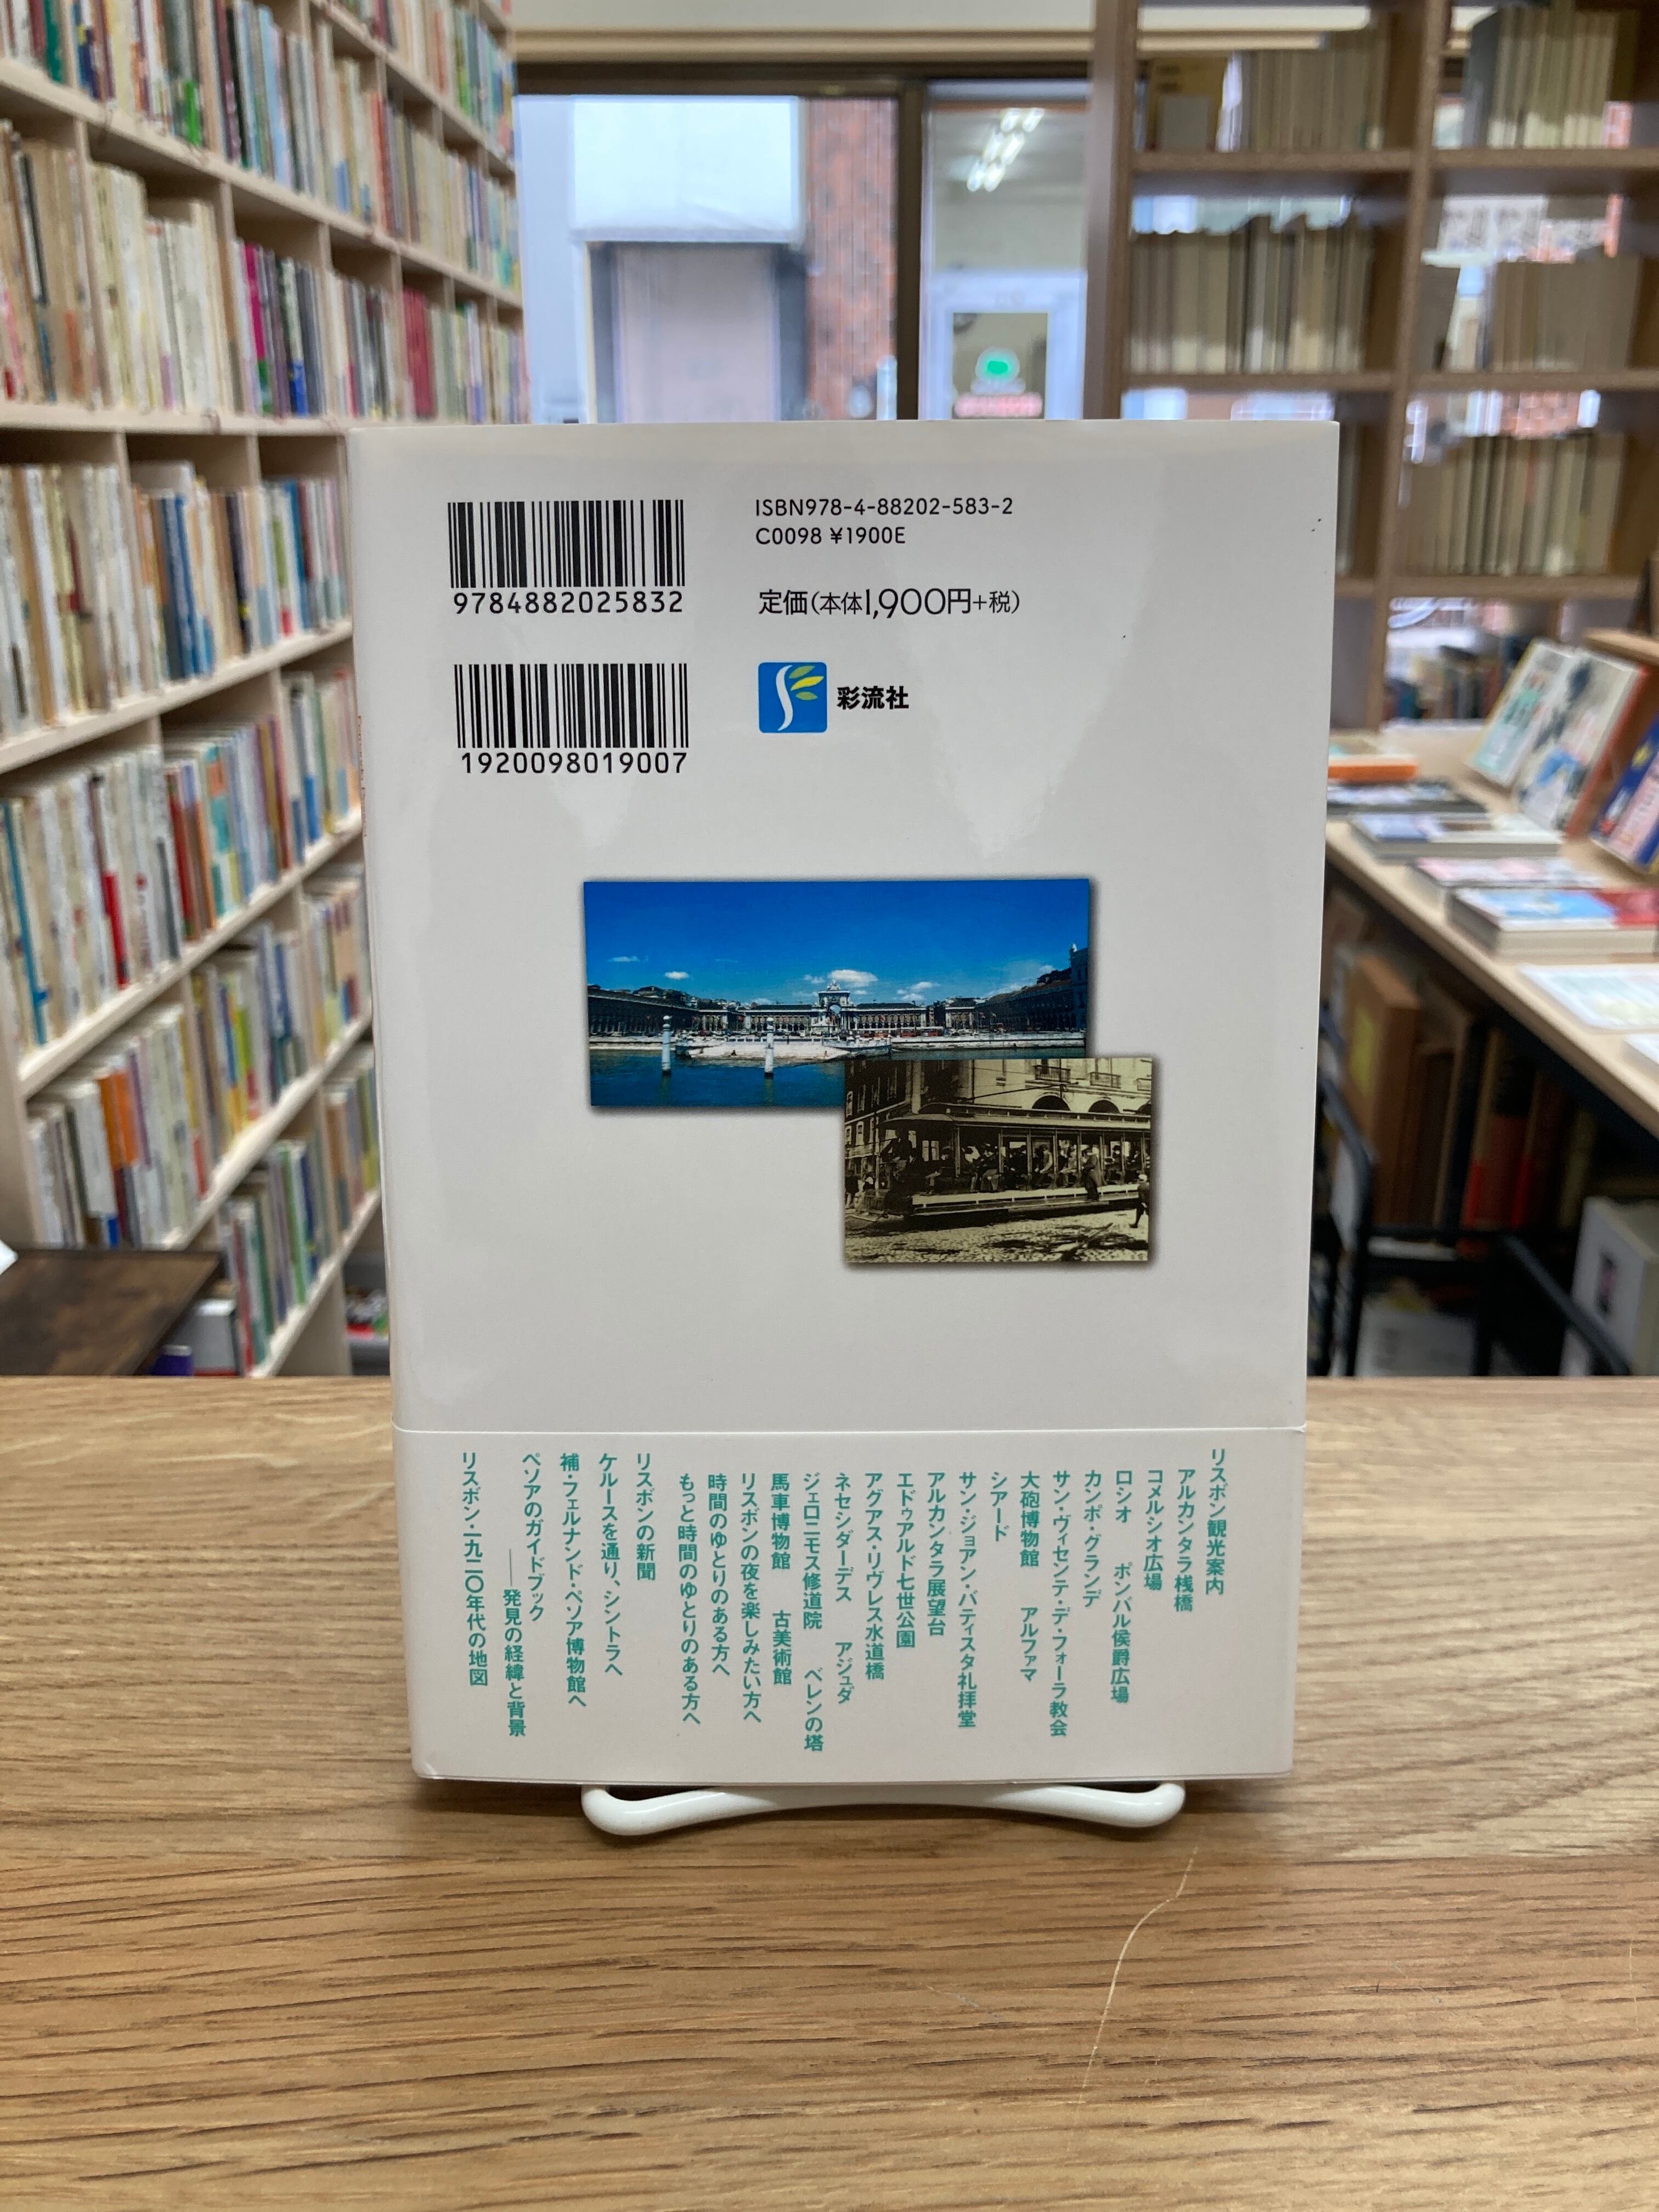 ISBN978-4-88202-583-2
C0098 ¥1900E
9784882025832
定価(本体1,900円+税)
彩流社
1920098019007
リスボン観光案内
アルカンタラ桟橋
コメルシオ広場
ロシオ ポンバル侯爵広場
カンポ・グランデ
サン・ヴィセンテ・デ・フォーラ教会
大砲博物館 アルファマ
シアード
サン・ジョアン・バティスタ礼拝堂
アルカンタラ展望台
エドゥアルド七世公園
アグアス・リヴレス水道橋
ネセシダーデス アジュダ
ジェロニモス修道院 ベレンの塔
馬車博物館 古美術館
リスボンの夜を楽しみたい方へ
時間のゆとりのある方へ
もっと時間のゆとりのある方へ
リスボンの新聞
ケルースを通り、シントラへ
補・フェルナンド・ペソア博物館へ
ペソアのガイドブック
──発見の経緯と背景
リスボン・一九二〇年代の地図